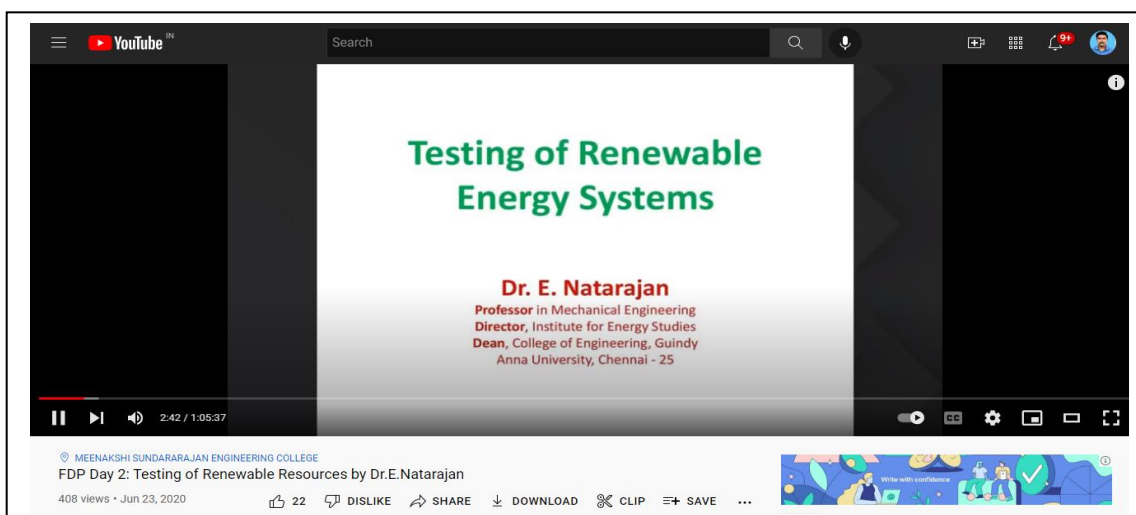 YouTube IN
Search
9+
Testing of Renewable
Energy Systems
Dr. E. Natarajan
Professor in Mechanical Engineering
Director, Institute for Energy Studies
Dean, College of Engineering, Guindy
Anna University, Chennai - 25
2:42 / 1:05:37
CC
MEENAKSHI SUNDARARAJAN ENGINEERING COLLEGE
FDP Day 2: Testing of Renewable Resources by Dr.E.Natarajan
408 views • Jun 23, 2020
22 DISLIKE SHARE DOWNLOAD CLIP SAVE ...
Write with confidence